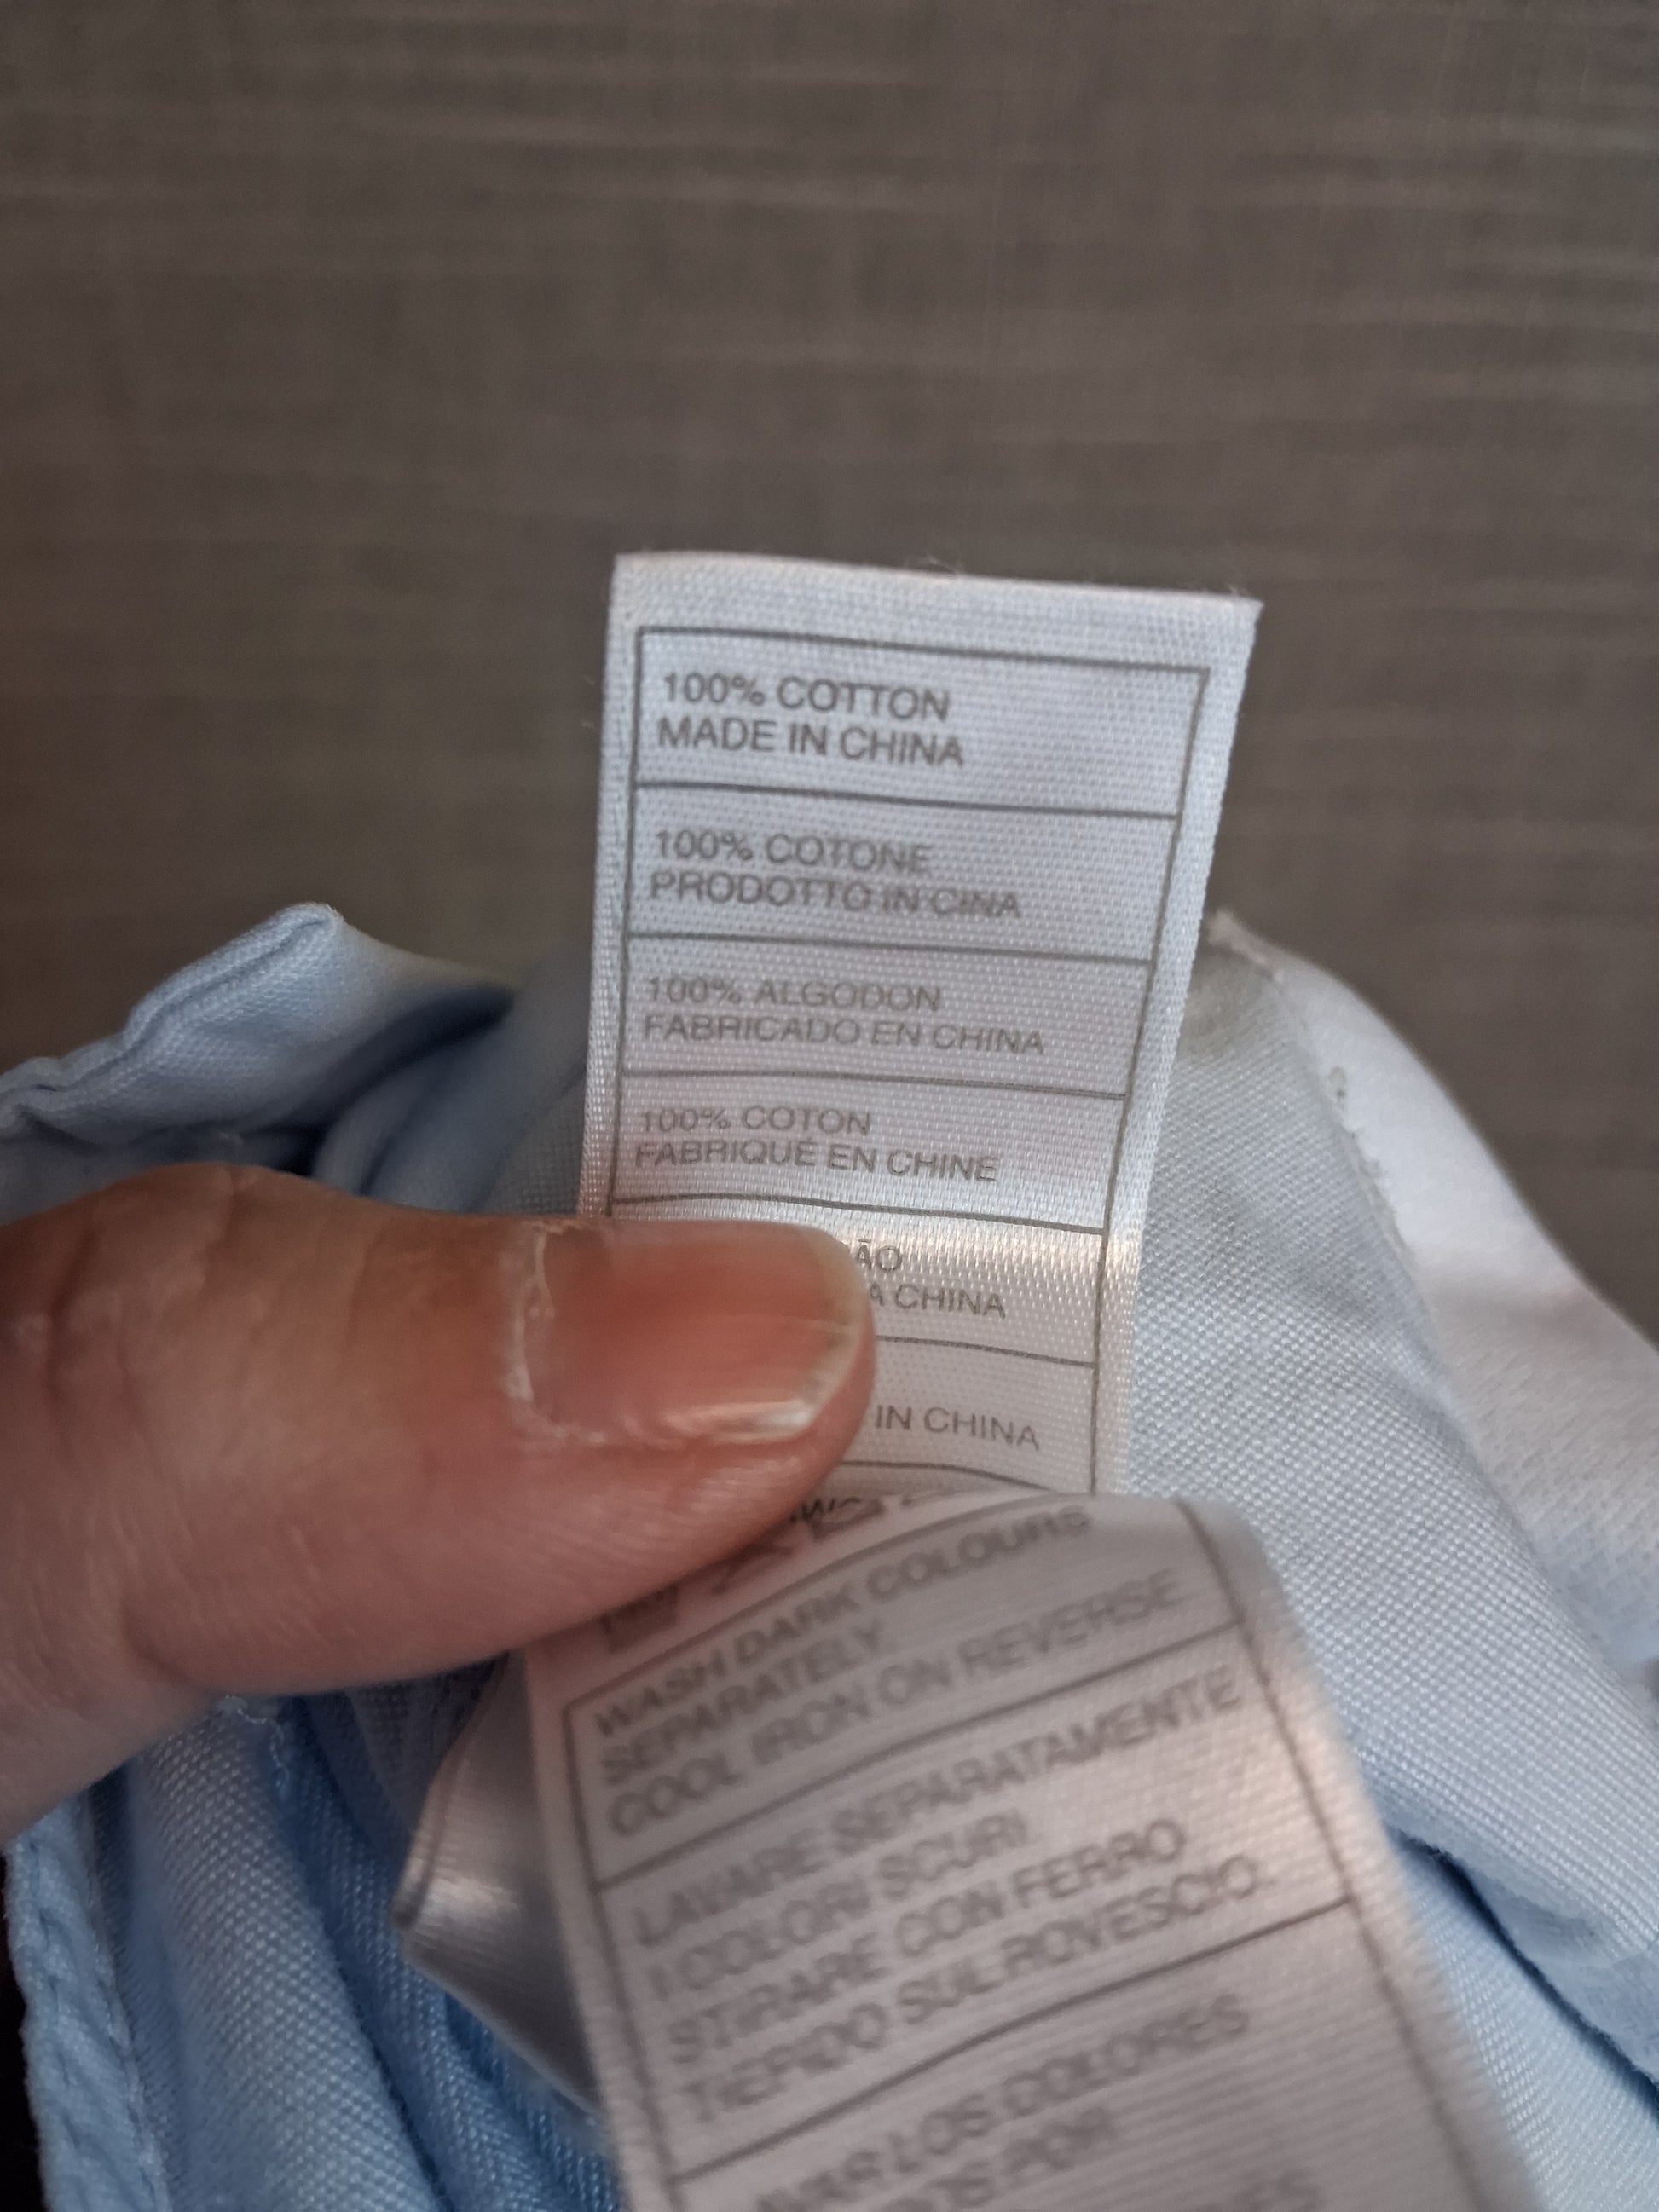 100% COTTON
MADE IN CHINA
100% COTONE
PRODOTTO IN CINA
100% ALGODON
FABRICADO EN CHINA
100% COTON
FABRIQUÉ EN CHINE
ÃO
A CHINA
IN CHINA
WASH DARK COLOURS
SEPARATELY
COOL IRON ON REVERSE
LAVARE SEPARATAMENTE
I COLORI SCURI
STIRARE CON FERRO
TIEPIDO SUL ROVESCIO.
LOS COLORES
POR